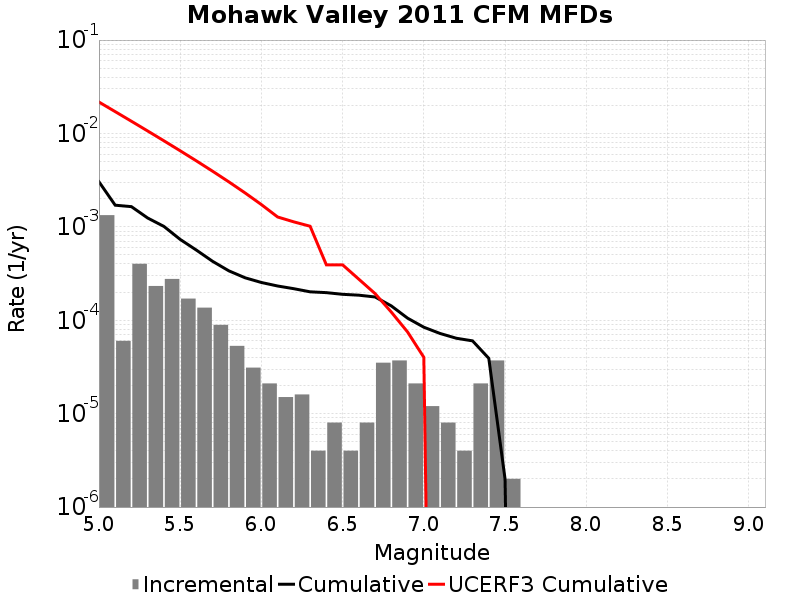 Mohawk Valley 2011 CFM MFDs
10⁻¹
10⁻²
10⁻³
10⁻⁴
10⁻⁵
10⁻⁶
Rate (1/yr)
5.0 5.5 6.0 6.5 7.0 7.5 8.0 8.5 9.0
Magnitude
Incremental Cumulative UCERF3 Cumulative